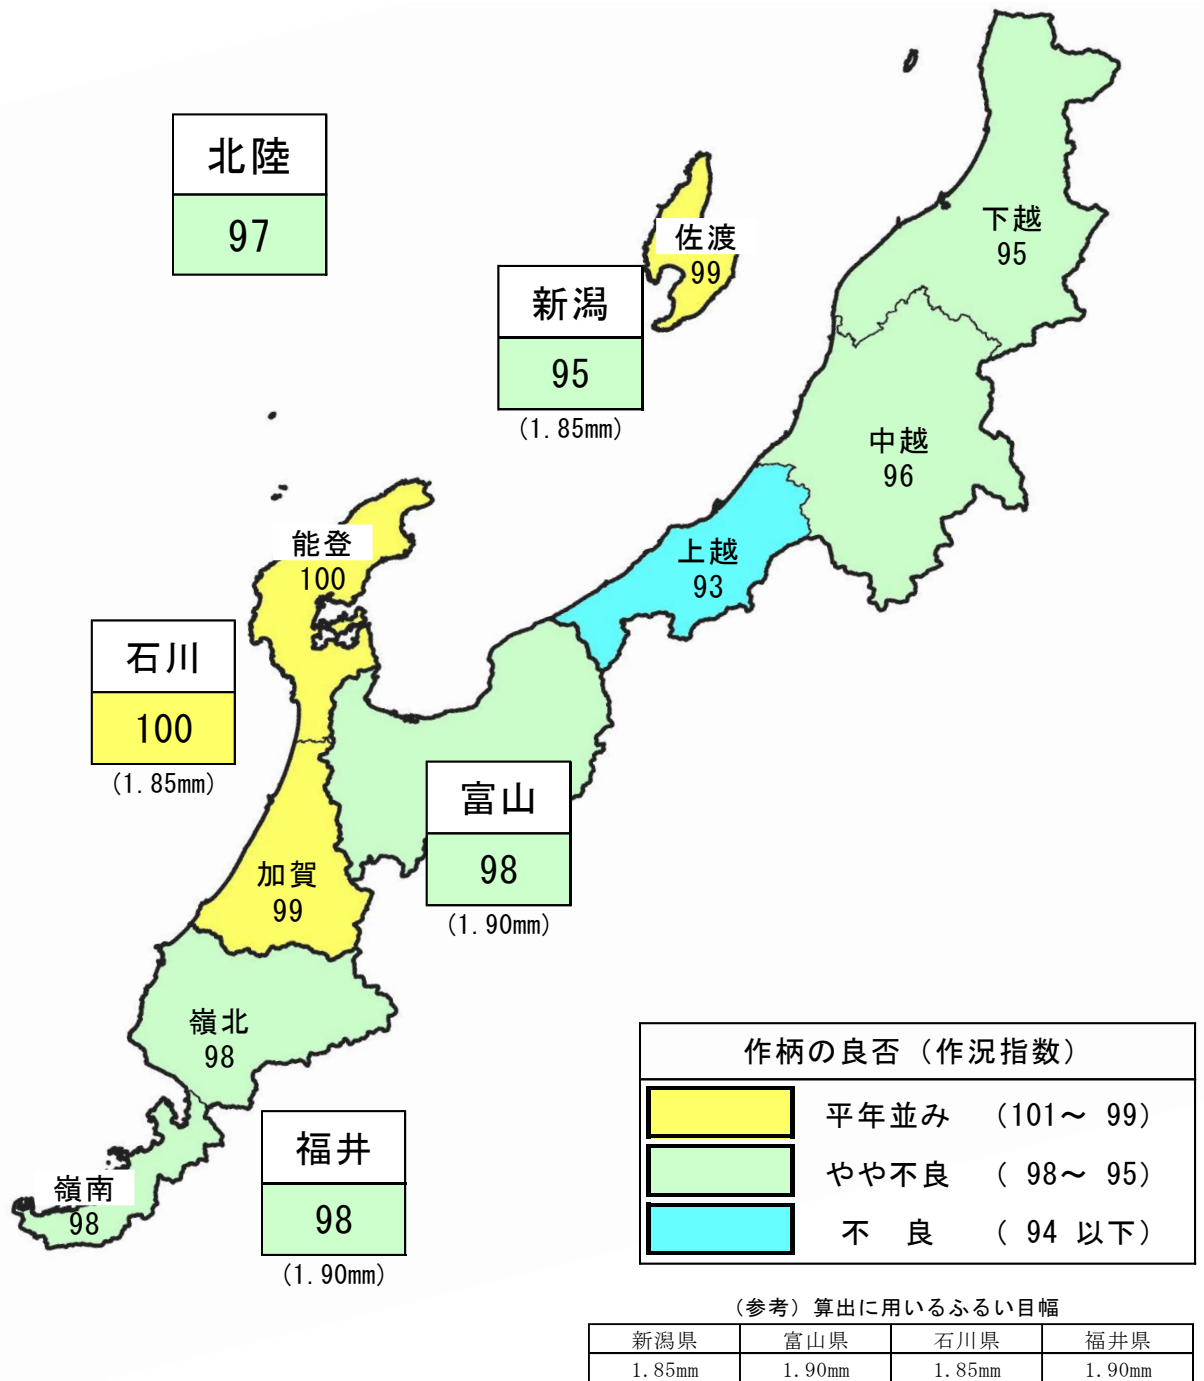 北陸
97
佐渡
99
下越
95
新潟
95
(1.85mm)
中越
96
能登
100
上越
93
石川
100
(1.85mm)
富山
98
(1.90mm)
加賀
99
嶺北
98
福井
98
(1.90mm)
嶺南
98
作柄の良否（作況指数）
平年並み （101～ 99）
やや不良 （ 98～ 95）
不 良 （ 94 以下）
（参考）算出に用いるふるい目幅
新潟県 富山県 石川県 福井県
1.85mm 1.90mm 1.85mm 1.90mm